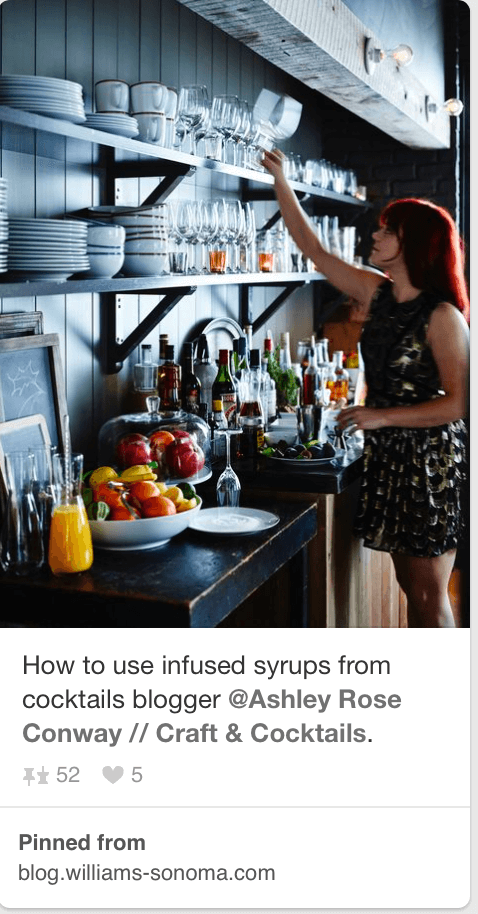 How to use infused syrups from
cocktails blogger @Ashley Rose
Conway // Craft & Cocktails.
52 5
Pinned from
blog.williams-sonoma.com